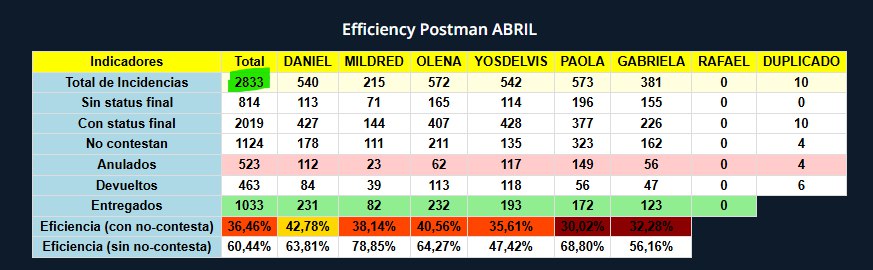 Efficiency Postman ABRIL
Indicadores Total DANIEL MILDRED OLENA YOSDELVIS PAOLA GABRIELA RAFAEL DUPLICADO
Total de Incidencias 2833 540 215 572 542 573 381 0 10
Sin status final 814 113 71 165 114 196 155 0 0
Con status final 2019 427 144 407 428 377 226 0 10
No contestan 1124 178 111 211 135 323 162 0 4
Anulados 523 112 23 62 117 149 56 0 4
Devueltos 463 84 39 113 118 56 47 0 6
Entregados 1033 231 82 232 193 172 123 0
Eficiencia (con no-contesta) 36,46% 42,78% 38,14% 40,56% 35,61% 30,02% 32,28%
Eficiencia (sin no-contesta) 60,44% 63,81% 78,85% 64,27% 47,42% 68,80% 56,16%